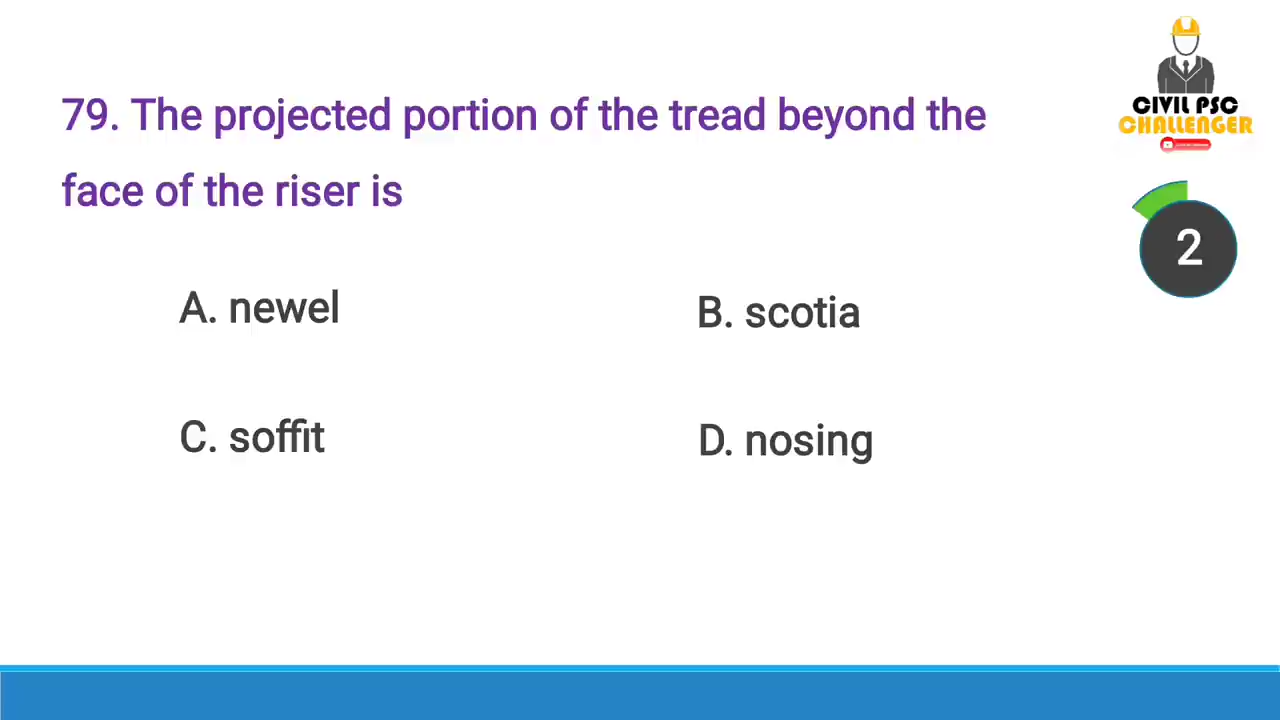 CIVIL PSC
CHALLENGER
79. The projected portion of the tread beyond the
face of the riser is
2
A. newel
B. scotia
C. soffit
D. nosing